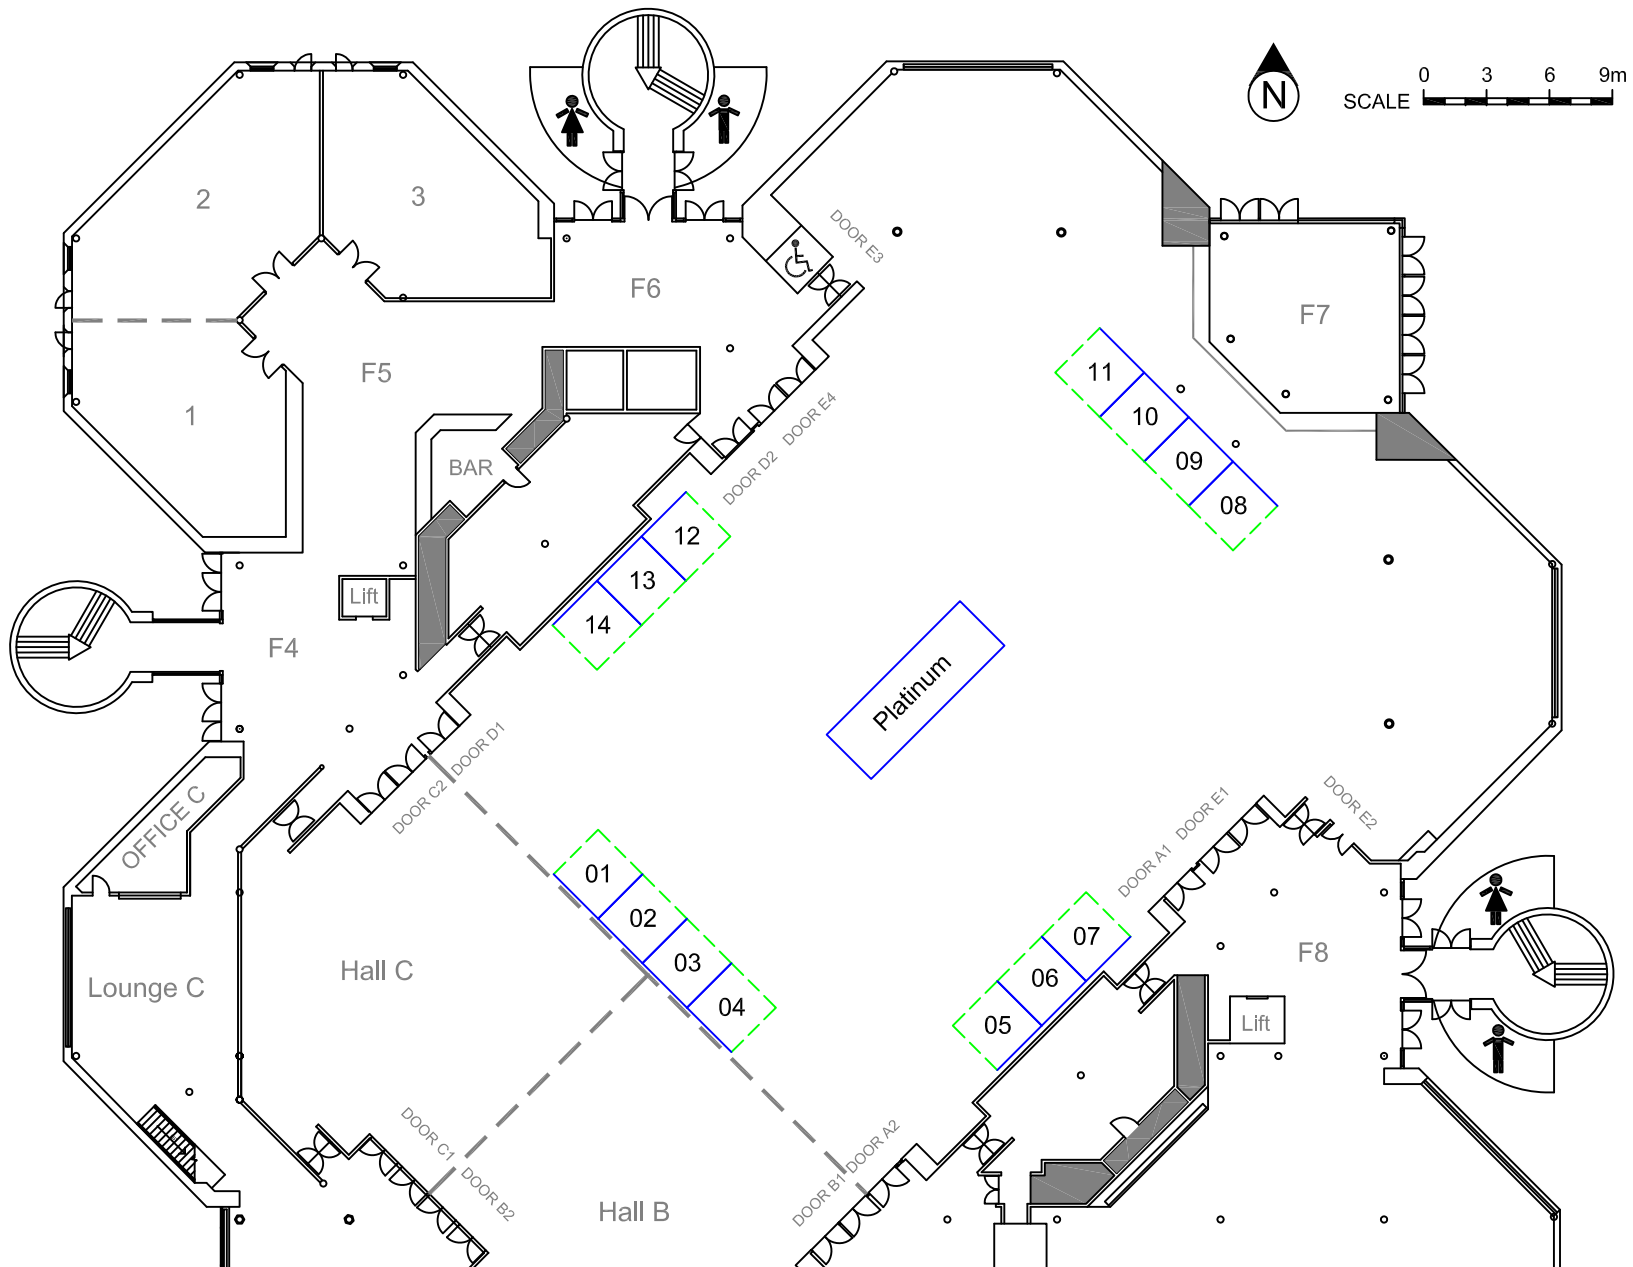 0 3 6 9m
SCALE
N
2
3
DOOR E3
F6
F7
F5
11
1
10
DOOR E4
BAR
09
DOOR D2
08
12
13
Lift
14
F4
Platinum
DOOR D1
DOOR C2
DOOR E1
DOOR E2
OFFICE C
DOOR A1
01
02
07
Hall C
03
F8
06
Lounge C
04
05
Lift
DOOR C1
DOOR A2
DOOR B2
DOOR B1
Hall B